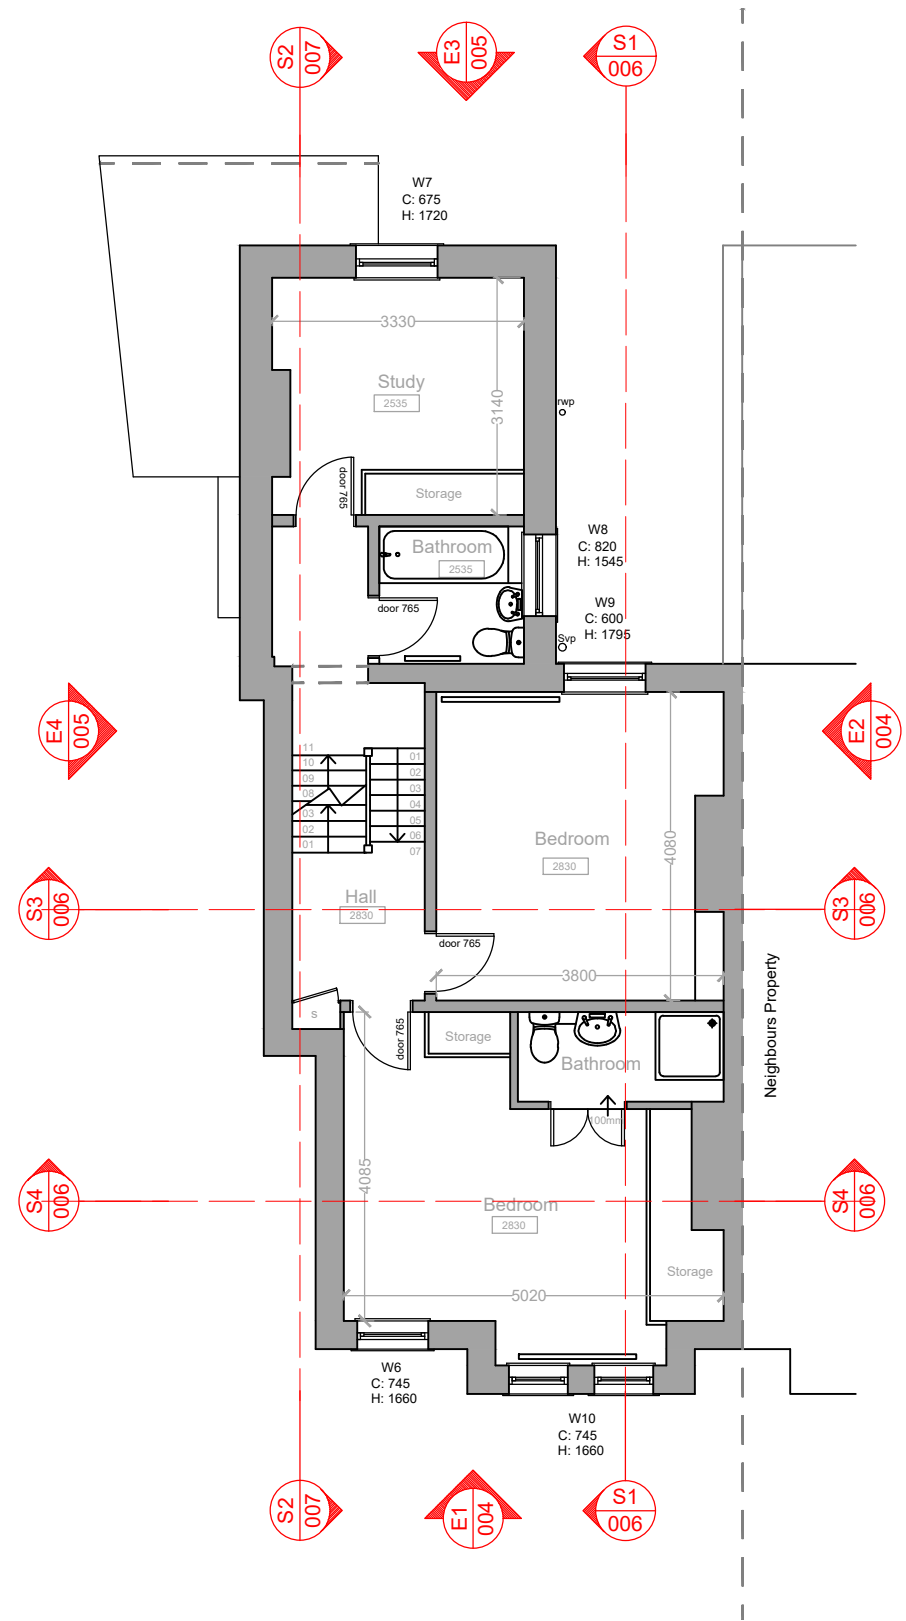 S2
007
E3
005
S1
006
W7
C: 675
H: 1720
3330
Study
2535
3140
rwp
door 765
Storage
Bathroom
2535
W8
C: 820
H: 1545
door 765
W9
C: 600
H: 1795
Svp
E4
005
E2
004
11
10
09
08
03
02
01
01
02
03
04
05
06
07
Bedroom
2830
4080
Hall
2830
S3
006
S3
006
door 765
3800
Neighbours Property
s
door 765
Storage
Bathroom
100mm
4085
S4
006
S4
006
Bedroom
2830
Storage
5020
W6
C: 745
H: 1660
W10
C: 745
H: 1660
S2
007
E1
004
S1
006